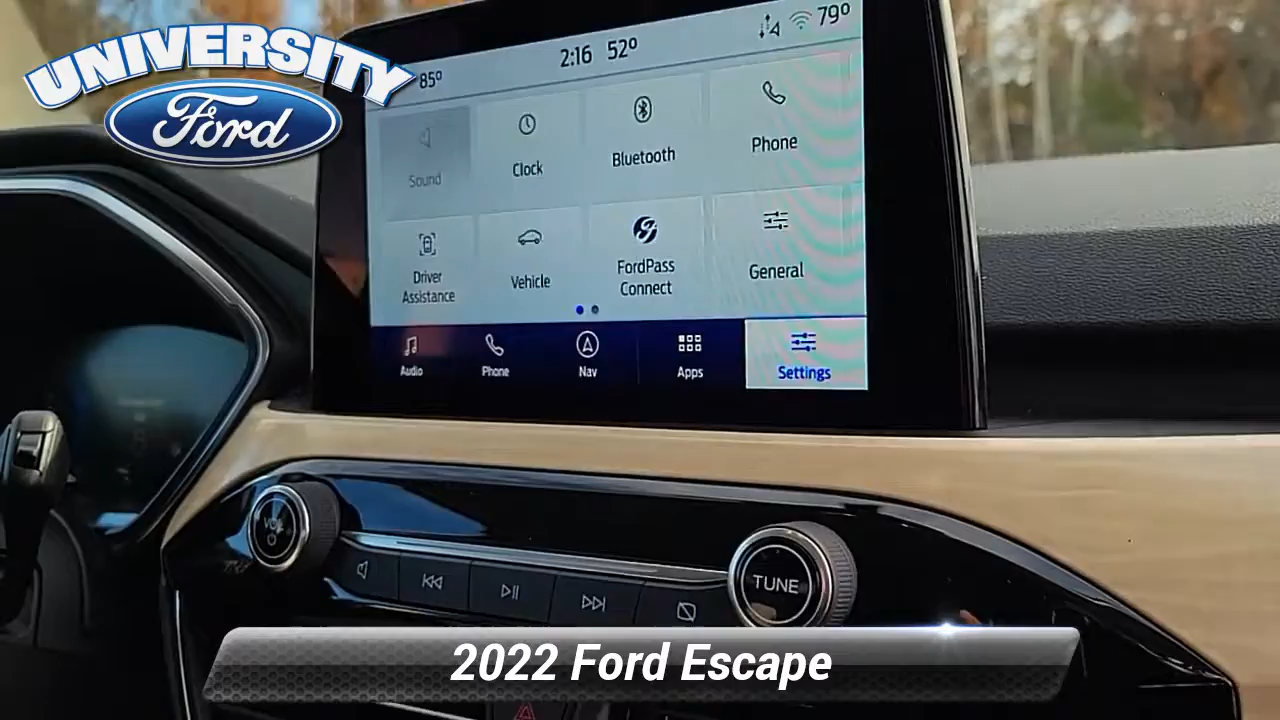 UNIVERSITY
Ford
85° 2:16 52° 79°
Sound
Clock
Bluetooth
Phone
Driver
Assistance
Vehicle
FordPass
Connect
General
Audio
Phone
Nav
Apps
Settings
VOL
TUNE
2022 Ford Escape